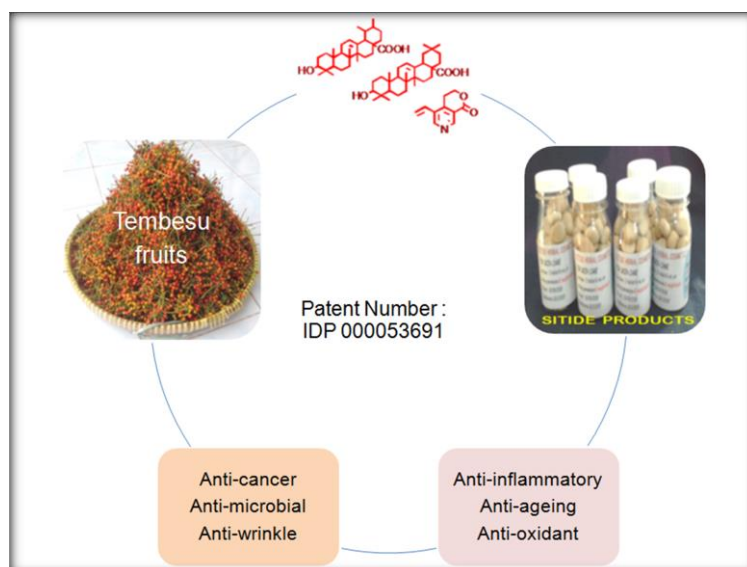 COOH
HO
COOH
HO
O
O
N
Tembesu
fruits
SITIDE PRODUCTS
Patent Number :
IDP 000053691
Anti-cancer
Anti-microbial
Anti-wrinkle
Anti-inflammatory
Anti-ageing
Anti-oxidant